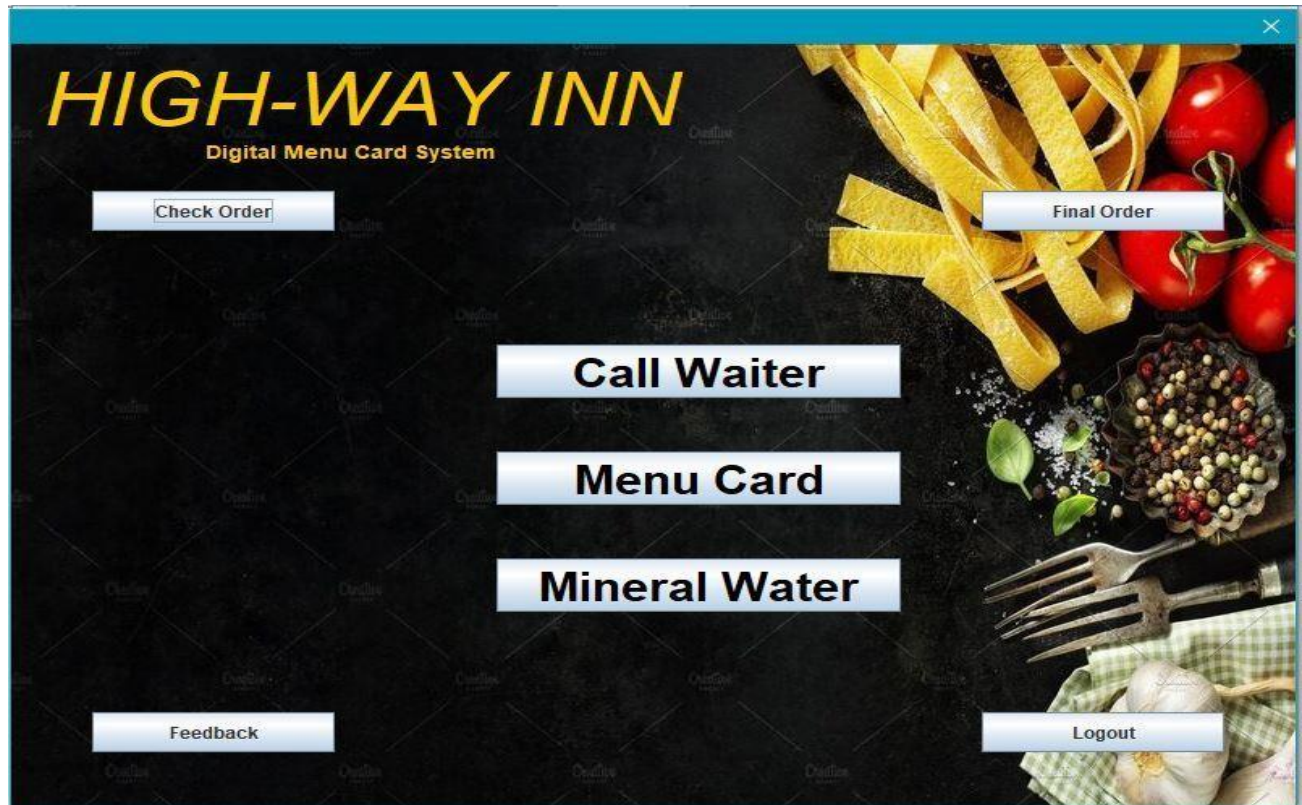 HIGH-WAY INN
Digital Menu Card System
Check Order
Final Order
Call Waiter
Menu Card
Mineral Water
Feedback
Logout